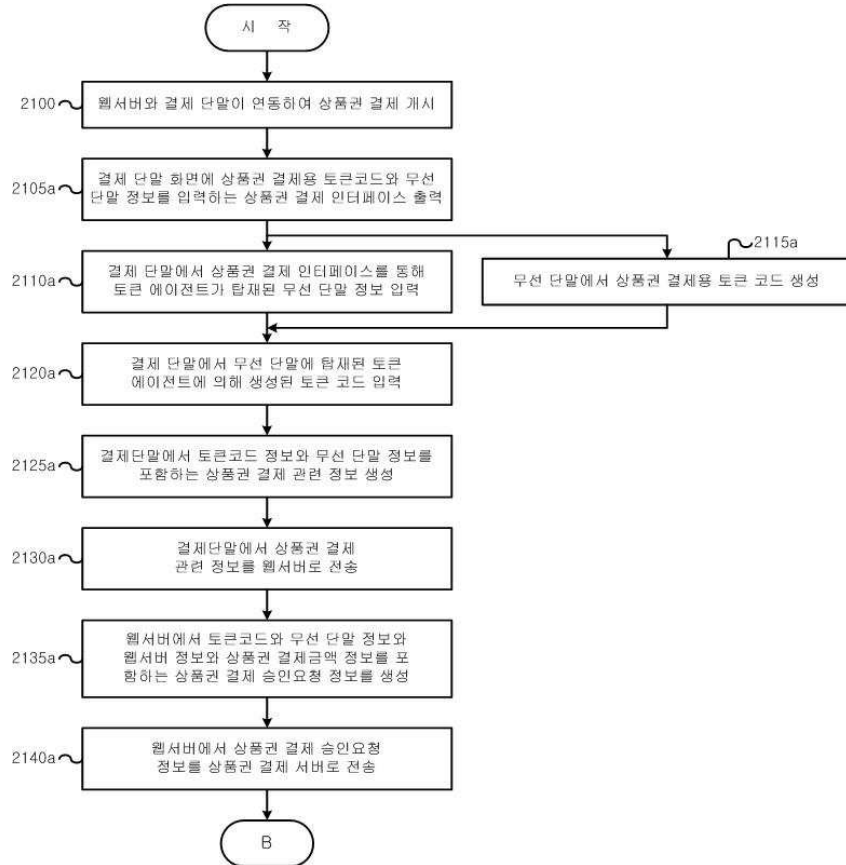 시 작
2100
웹서버와 결제 단말이 연동하여 상품권 결제 개시
2105a
결제 단말 화면에 상품권 결제용 토큰코드와 무선
단말 정보를 입력하는 상품권 결제 인터페이스 출력
2110a
결제 단말에서 상품권 결제 인터페이스를 통해
토큰 에이전트가 탑재된 무선 단말 정보 입력
2115a
무선 단말에서 상품권 결제용 토큰 코드 생성
2120a
결제 단말에서 무선 단말에 탑재된 토큰
에이전트에 의해 생성된 토큰 코드 입력
2125a
결제단말에서 토큰코드 정보와 무선 단말 정보를
포함하는 상품권 결제 관련 정보 생성
2130a
결제단말에서 상품권 결제
관련 정보를 웹서버로 전송
2135a
웹서버에서 토큰코드와 무선 단말 정보와
웹서버 정보와 상품권 결제금액 정보를 포
함하는 상품권 결제 승인요청 정보를 생성
2140a
웹서버에서 상품권 결제 승인요청
정보를 상품권 결제 서버로 전송
B